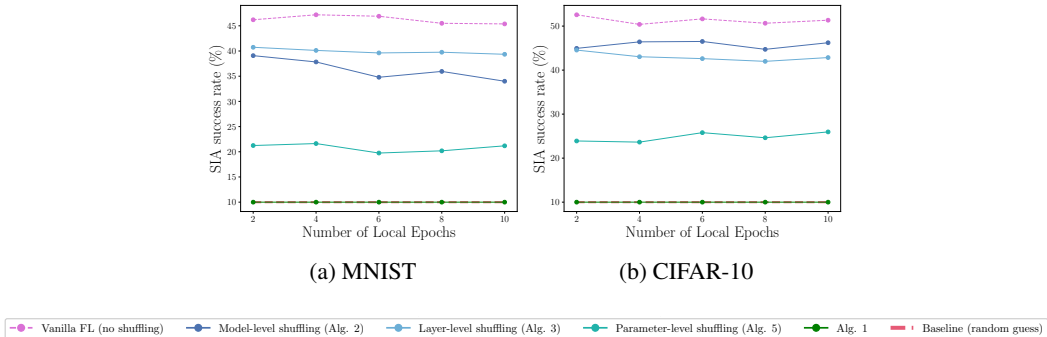 SIA success rate (%)
45
40
35
30
25
20
15
10
2 4 6 8 10
Number of Local Epochs
(a) MNIST
SIA success rate (%)
50
40
30
20
10
2 4 6 8 10
Number of Local Epochs
(b) CIFAR-10
Vanilla FL (no shuffling) Model-level shuffling (Alg. 2) Layer-level shuffling (Alg. 3) Parameter-level shuffling (Alg. 5) Alg. 1 Baseline (random guess)